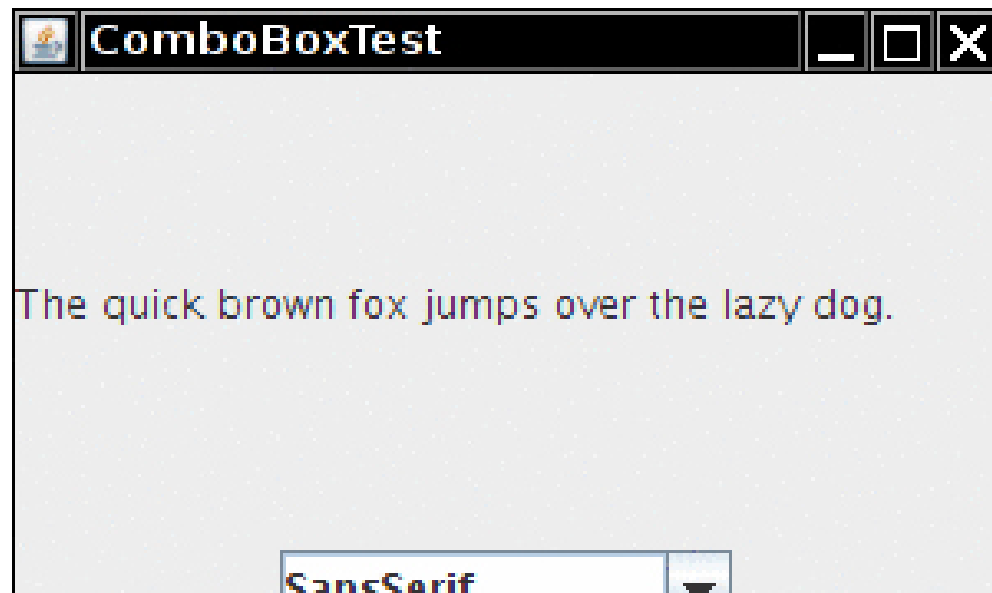 ComboBoxTest
The quick brown fox jumps over the lazy dog.
SansSerif